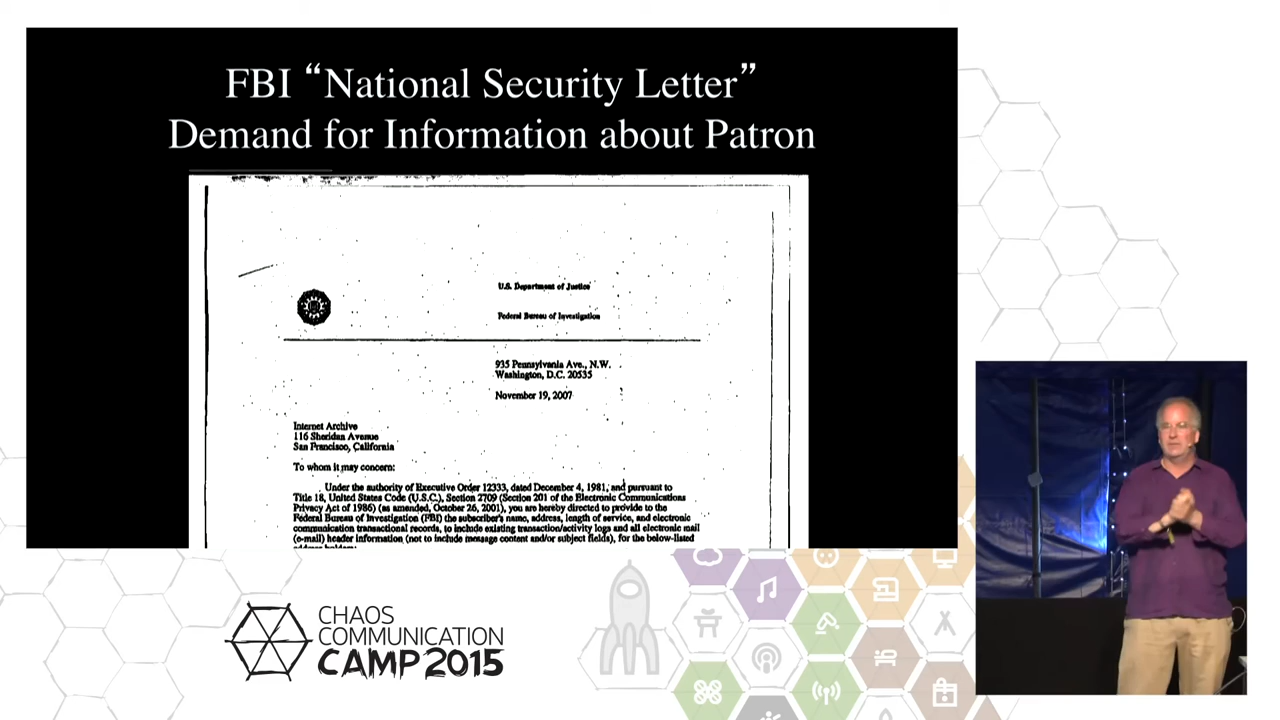 FBI “National Security Letter”
Demand for Information about Patron
U.S. Department of Justice
Federal Bureau of Investigation
935 Pennsylvania Ave., N.W.
Washington, D.C. 20535
November 19, 2007
Internet Archive
116 Sheridan Avenue
San Francisco, California
To whom it may concern:
Under the authority of Executive Order 12333, dated December 4, 1981, and pursuant to
Title 18, United States Code (U.S.C.), Section 2709 (Section 201 of the Electronic Communications
Privacy Act of 1986) (as amended, October 26, 2001), you are hereby directed to provide to the
Federal Bureau of Investigation (FBI) the subscriber's name, address, length of service, and electronic
communication transactional records, to include existing transaction/activity logs and all electronic mail
(e-mail) header information (not to include message content and/or subject fields), for the below-listed
CHAOS
COMMUNICATION
CAMP 2015